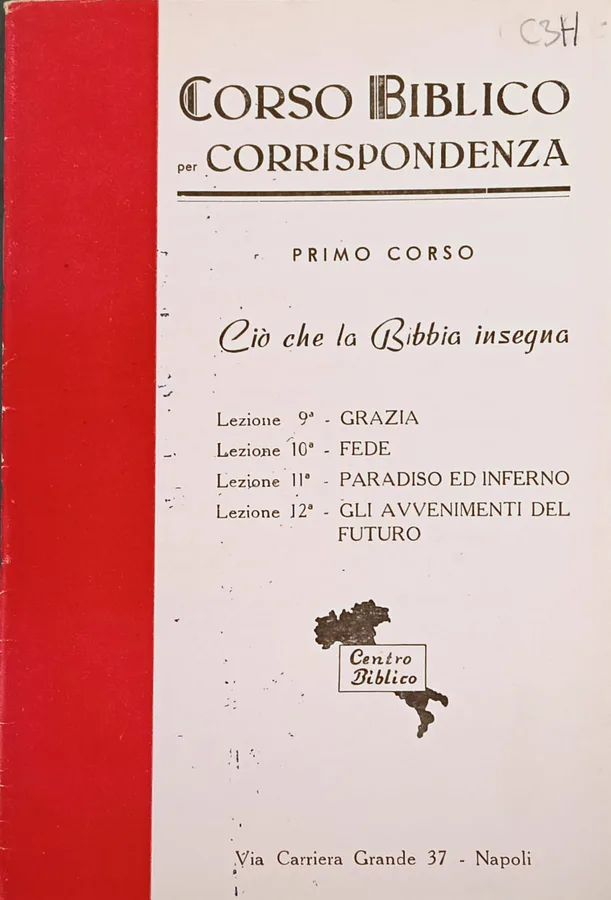 C3H
CORSO BIBLICO
per CORRISPONDENZA
PRIMO CORSO
Ciò che la Bibbia insegna
Lezione 9ª - GRAZIA
Lezione 10ª - FEDE
Lezione 11ª - PARADISO ED INFERNO
Lezione 12ª - GLI AVVENIMENTI DEL
FUTURO
Centro
Biblico
Via Carriera Grande 37 - Napoli